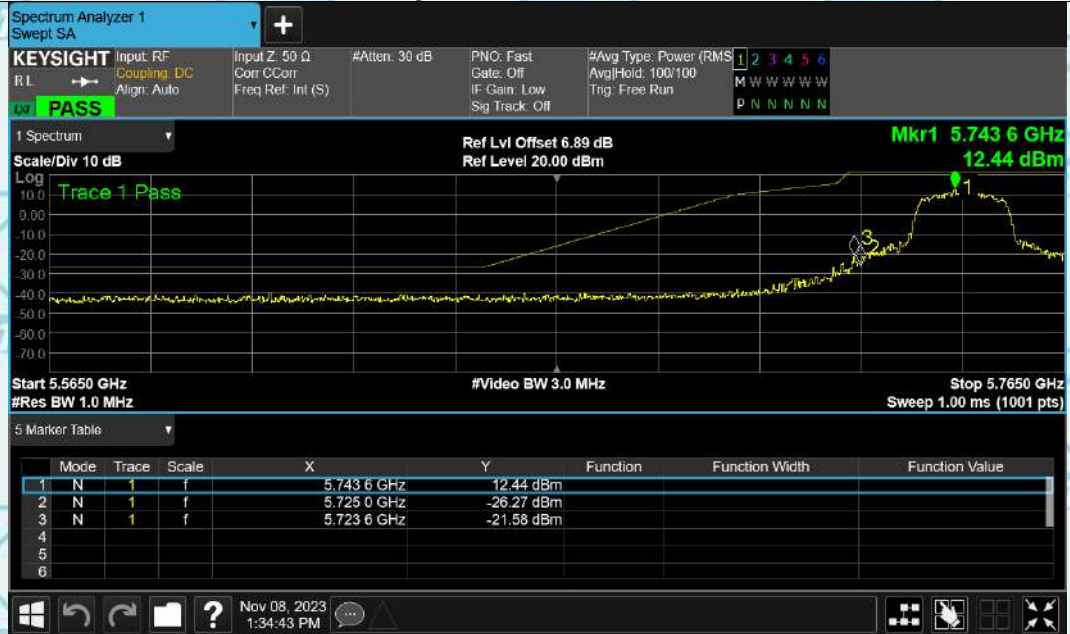 Spectrum Analyzer 1
Swept SA
+
KEYSIGHT
RL
LXI PASS
Input: RF
Coupling: DC
Align: Auto
Input Z: 50 Ω
Corr CCorr
Freq Ref: Int (S)
#Atten: 30 dB
PNO: Fast
Gate: Off
IF Gain: Low
Sig Track: Off
#Avg Type: Power (RMS
Avg|Hold: 100/100
Trig: Free Run
1 2 3 4 5 6
M W W W W W
P N N N N N
1 Spectrum
Scale/Div 10 dB
Ref Lvl Offset 6.89 dB
Ref Level 20.00 dBm
Mkr1 5.743 6 GHz
12.44 dBm
Log
Trace 1 Pass
10.0
0.00
-10.0
-20.0
-30.0
-40.0
-50.0
-60.0
-70.0
1
3
2
Start 5.5650 GHz
#Res BW 1.0 MHz
#Video BW 3.0 MHz
Stop 5.7650 GHz
Sweep 1.00 ms (1001 pts)
5 Marker Table
Mode Trace Scale X Y Function Function Width Function Value
1 N 1 f 5.743 6 GHz 12.44 dBm
2 N 1 f 5.725 0 GHz -26.27 dBm
3 N 1 f 5.723 6 GHz -21.58 dBm
4
5
6
?
Nov 08, 2023
1:34:43 PM